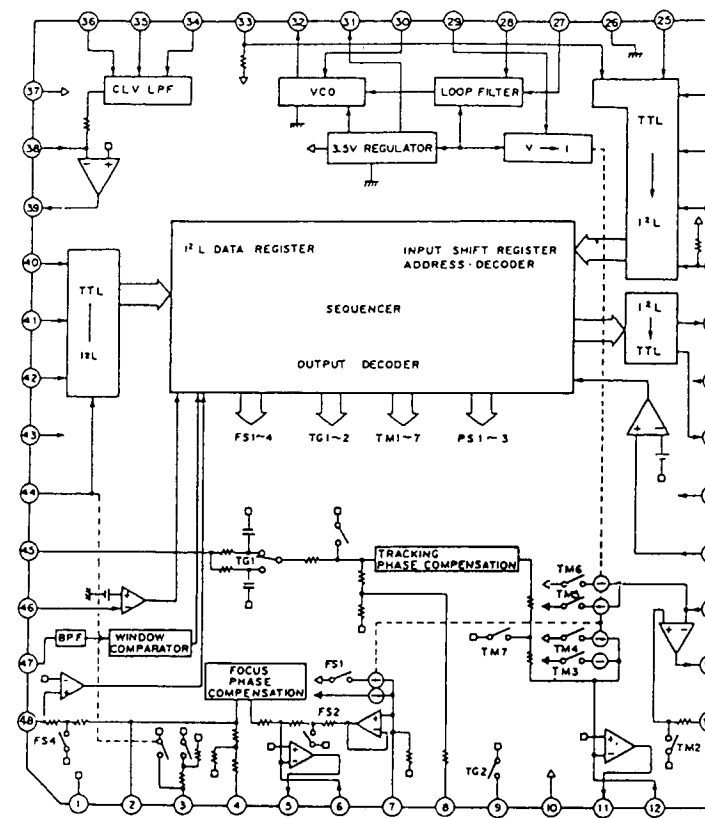 36 35 34 33 32 31 30 29 28 27 26 25
37
CLV LPF
VCO
LOOP FILTER
TTL
I²L
38
3.5V REGULATOR
V → I
39
40
TTL
I²L
I²L DATA REGISTER
INPUT SHIFT REGISTER
ADDRESS·DECODER
SEQUENCER
OUTPUT DECODER
I²L
TTL
41
42
43
FS1~4
TG1~2
TM1~7
PS1~3
44
45
TG1
TRACKING
PHASE COMPENSATION
TM6
TM5
46
47
BPF
WINDOW
COMPARATOR
TM7
TM4
TM3
FOCUS
PHASE
COMPENSATION
FS1
FS2
48
FS4
TG2
TM2
1 2 3 4 5 6 7 8 9 10 11 12